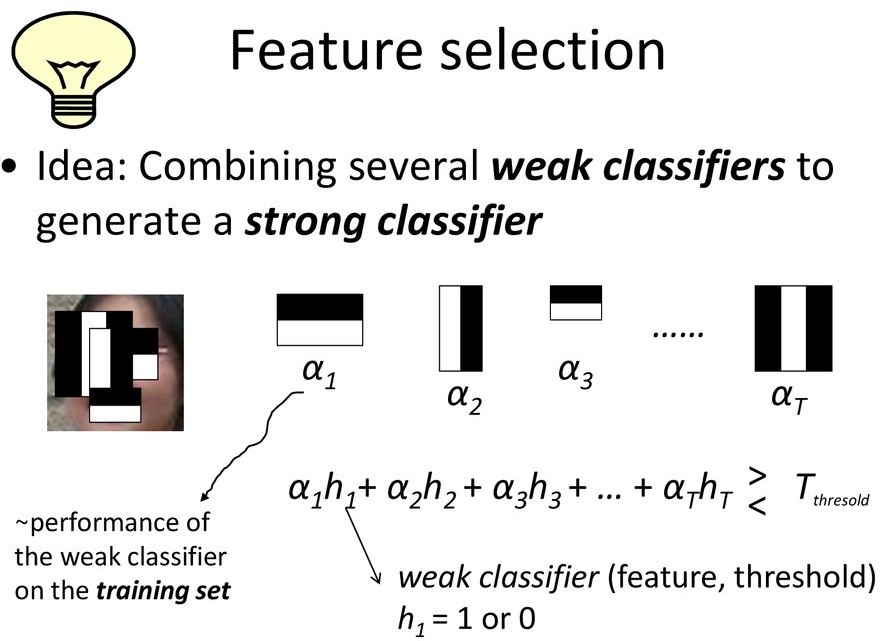 Feature selection
• Idea: Combining several weak classifiers to
generate a strong classifier
......
α1
α2
α3
αT
α1h1+ α2h2 + α3h3 + ... + αThT > < Tthresold
~performance of
the weak classifier
on the training set
weak classifier (feature, threshold)
h1 = 1 or 0